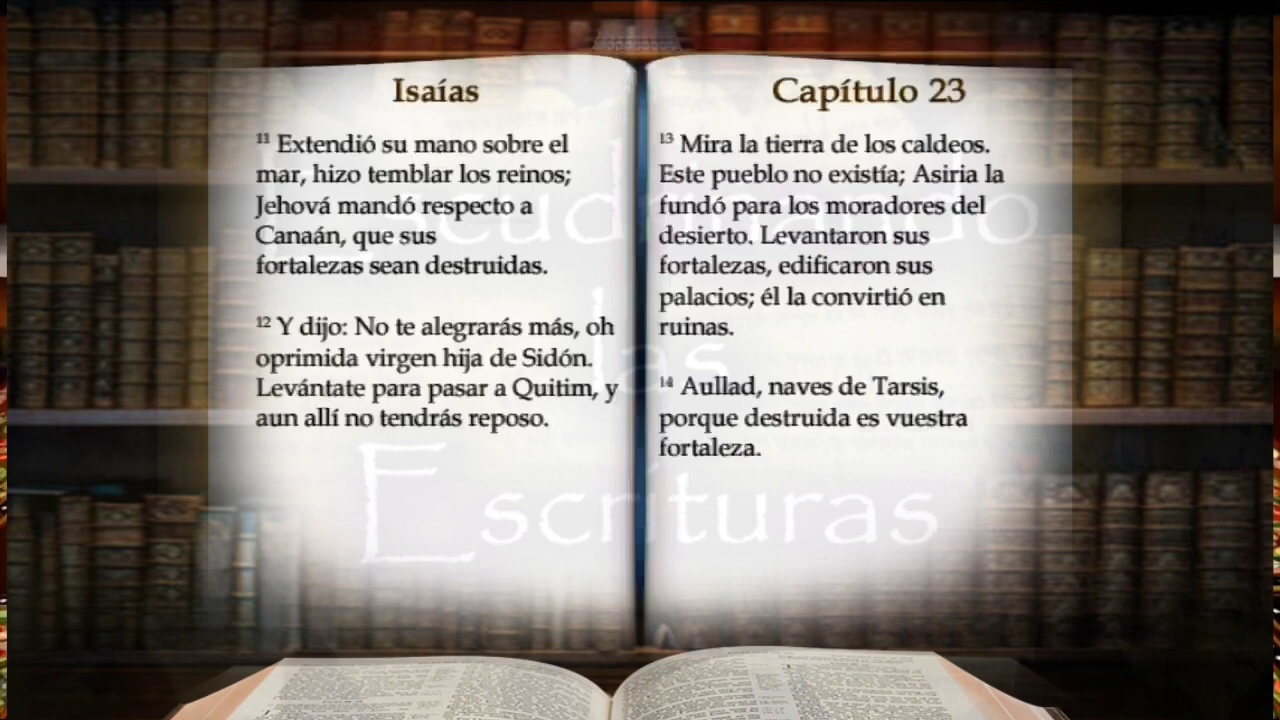 Isaías
11 Extendió su mano sobre el
mar, hizo temblar los reinos;
Jehová mandó respecto a
Canaán, que sus
fortalezas sean destruidas.
12 Y dijo: No te alegrarás más, oh
oprimida virgen hija de Sidón.
Levántate para pasar a Quitim, y
aun allí no tendrás reposo.
Capítulo 23
13 Mira la tierra de los caldeos.
Este pueblo no existía; Asiria la
fundó para los moradores del
desierto. Levantaron sus
fortalezas, edificaron sus
palacios; él la convirtió en
ruinas.
14 Aullad, naves de Tarsis,
porque destruida es vuestra
fortaleza.
Escudriñando
las
Escrituras